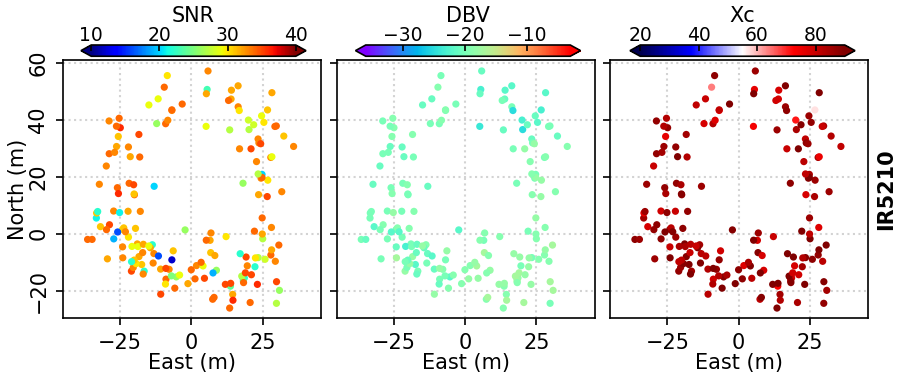 SNR DBV Xc
10 20 30 40 −30 −20 −10 20 40 60 80
60
40
20
0
−20
North (m)
IR5210
−25 0 25 −25 0 25 −25 0 25
East (m) East (m) East (m)